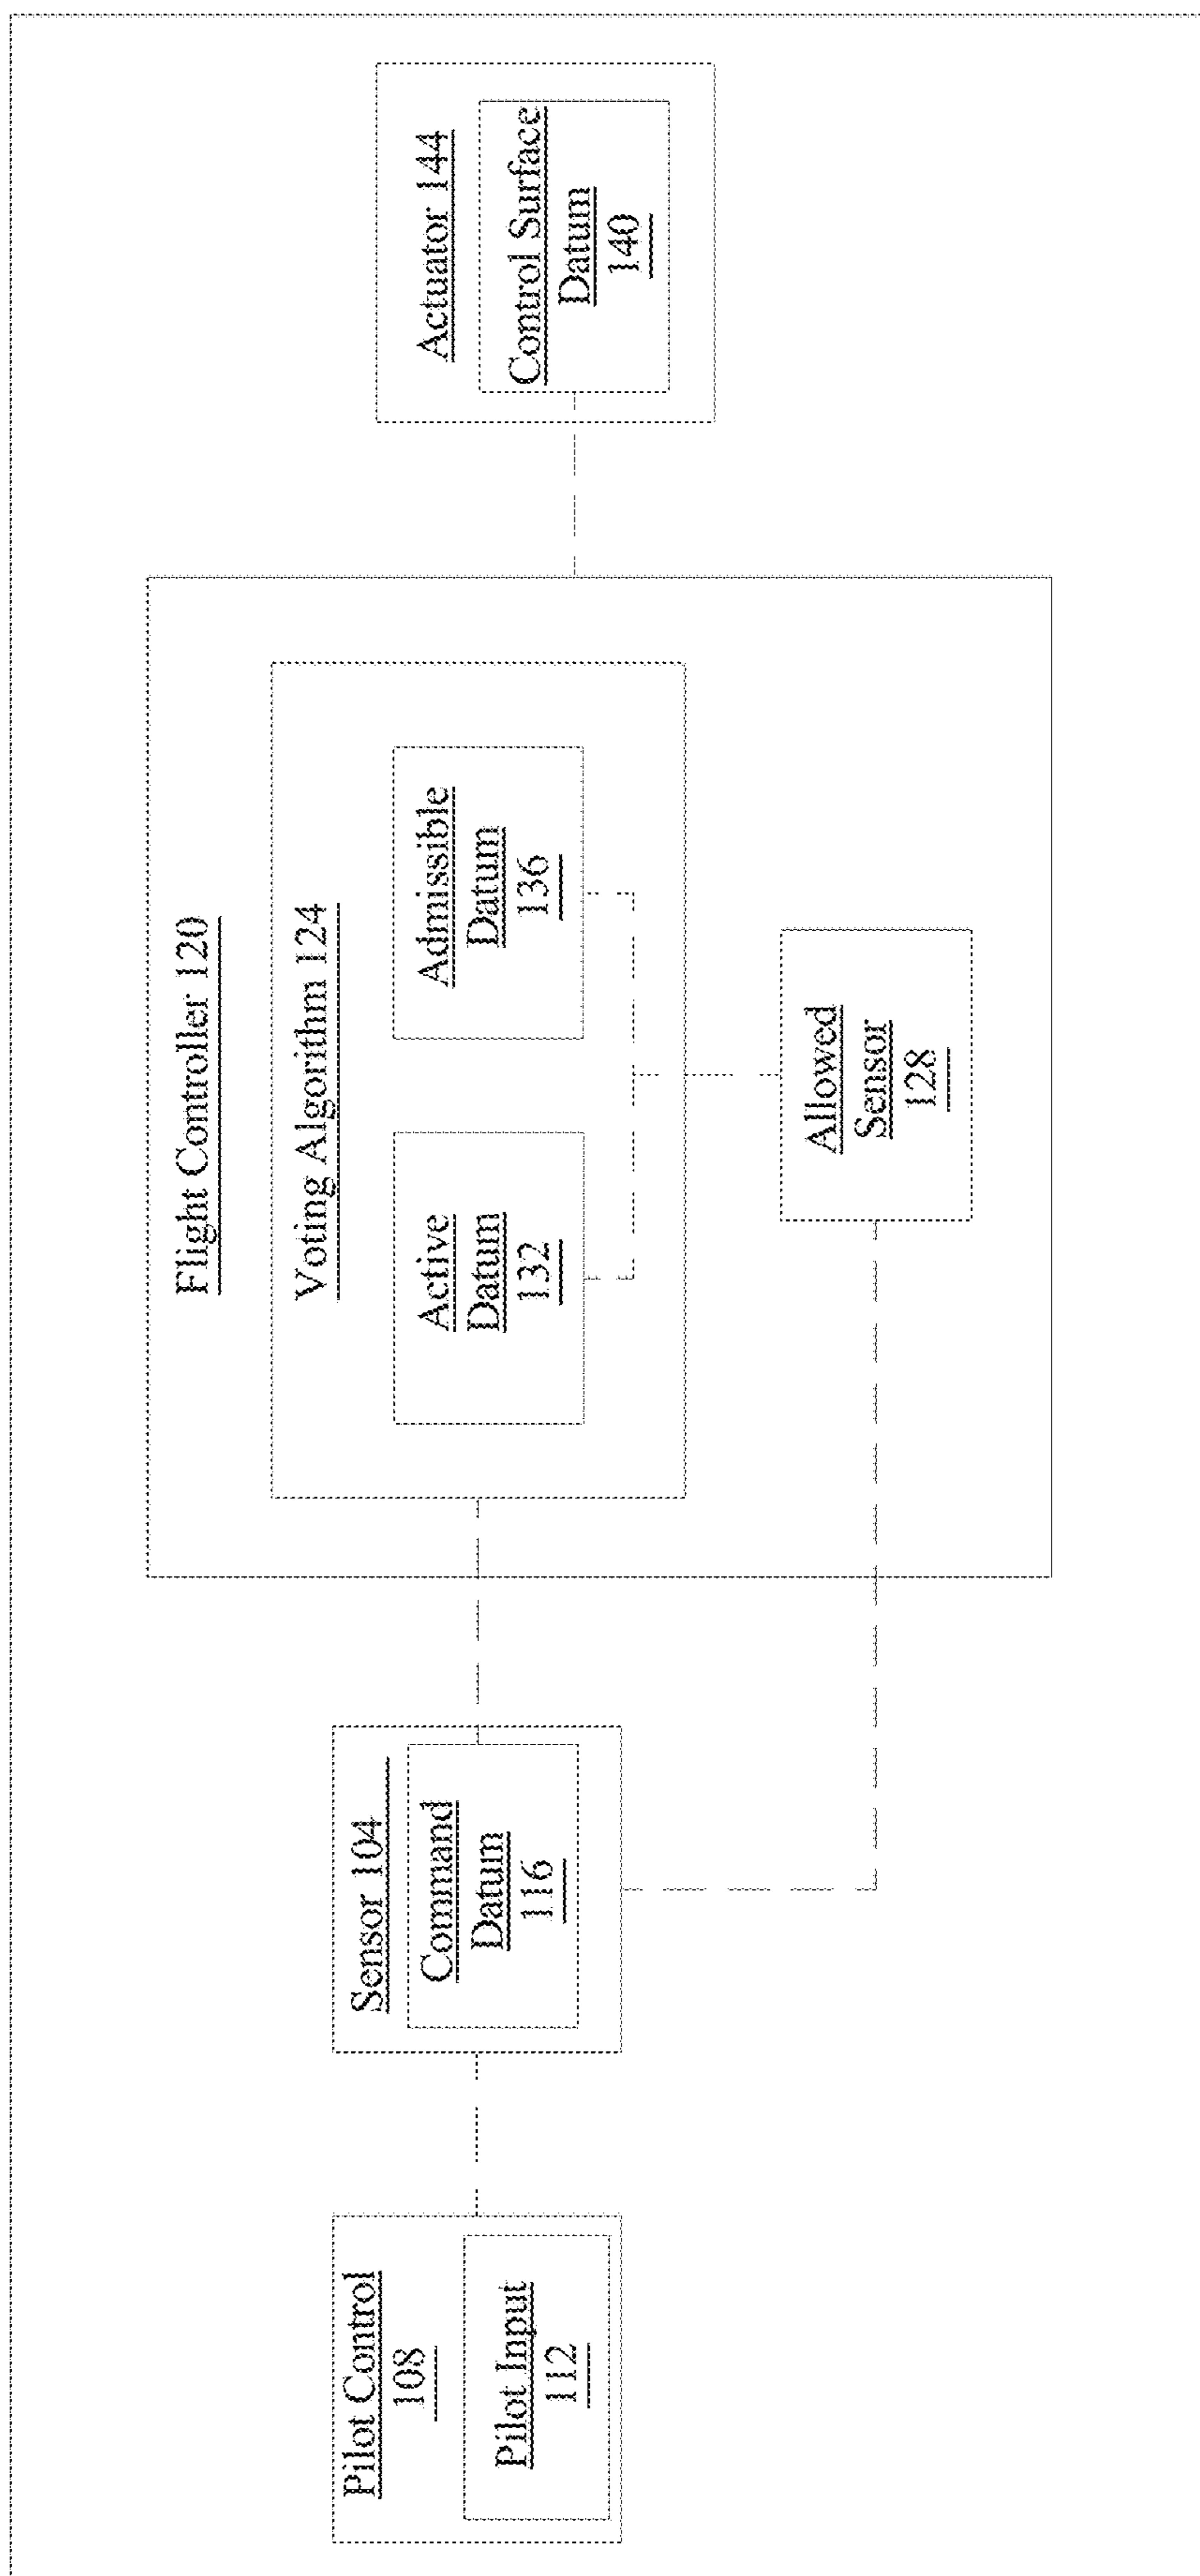 Pilot Control
108
Pilot Input
112
Sensor 104
Command
Datum
116
Flight Controller 120
Voting Algorithm 124
Active
Datum
132
Admissible
Datum
136
Allowed
Sensor
128
Actuator 144
Control Surface
Datum
140